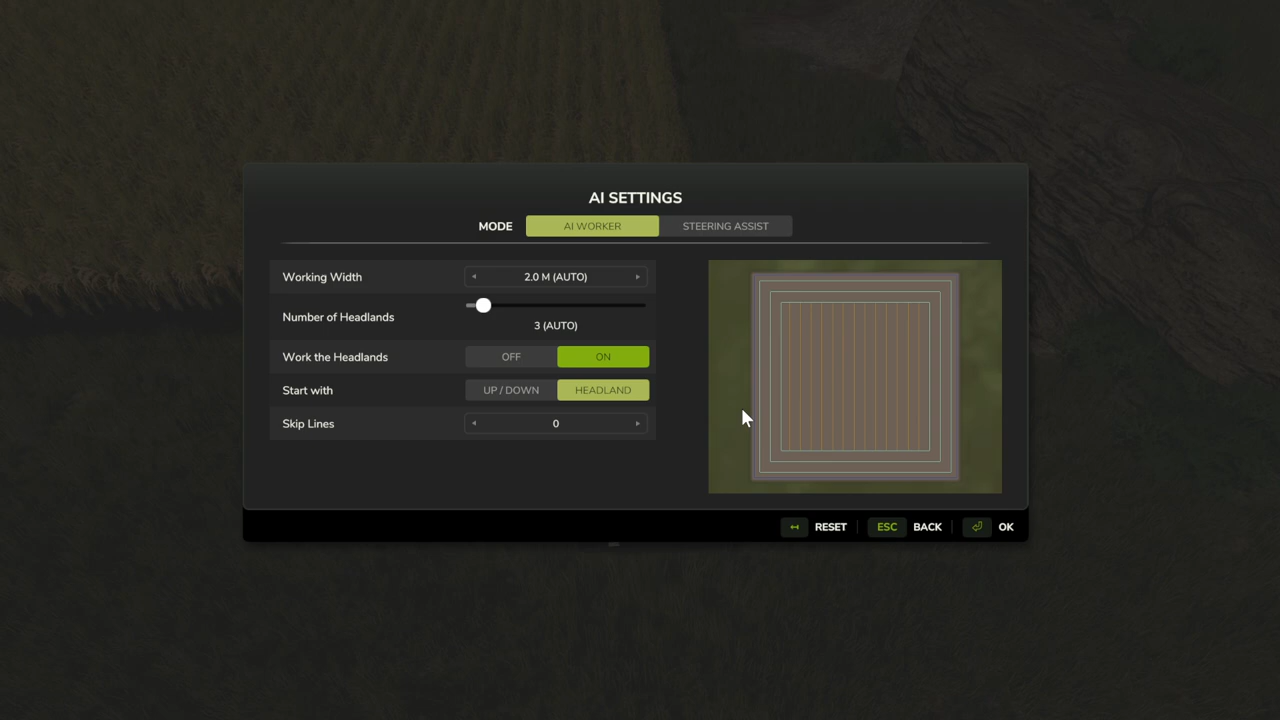 AI SETTINGS
MODE AI WORKER STEERING ASSIST
Working Width 2.0 M (AUTO)
Number of Headlands 3 (AUTO)
Work the Headlands OFF ON
Start with UP / DOWN HEADLAND
Skip Lines 0
RESET ESC BACK OK